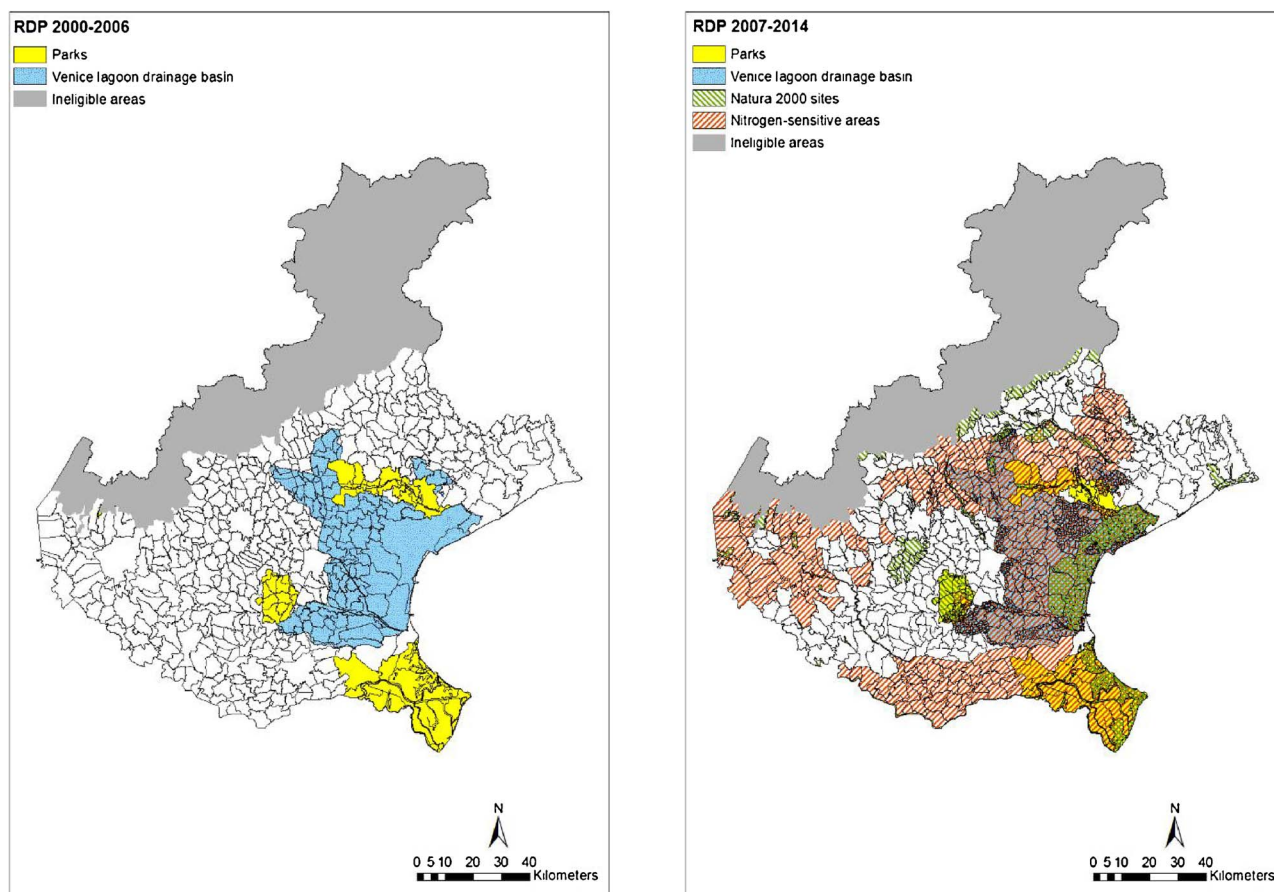 RDP 2000-2006
Parks
Venice lagoon drainage basin
Ineligible areas
N
0 5 10 20 30 40
Kilometers
RDP 2007-2014
Parks
Venice lagoon drainage basin
Natura 2000 sites
Nitrogen-sensitive areas
Ineligible areas
N
0 5 10 20 30 40
Kilometers